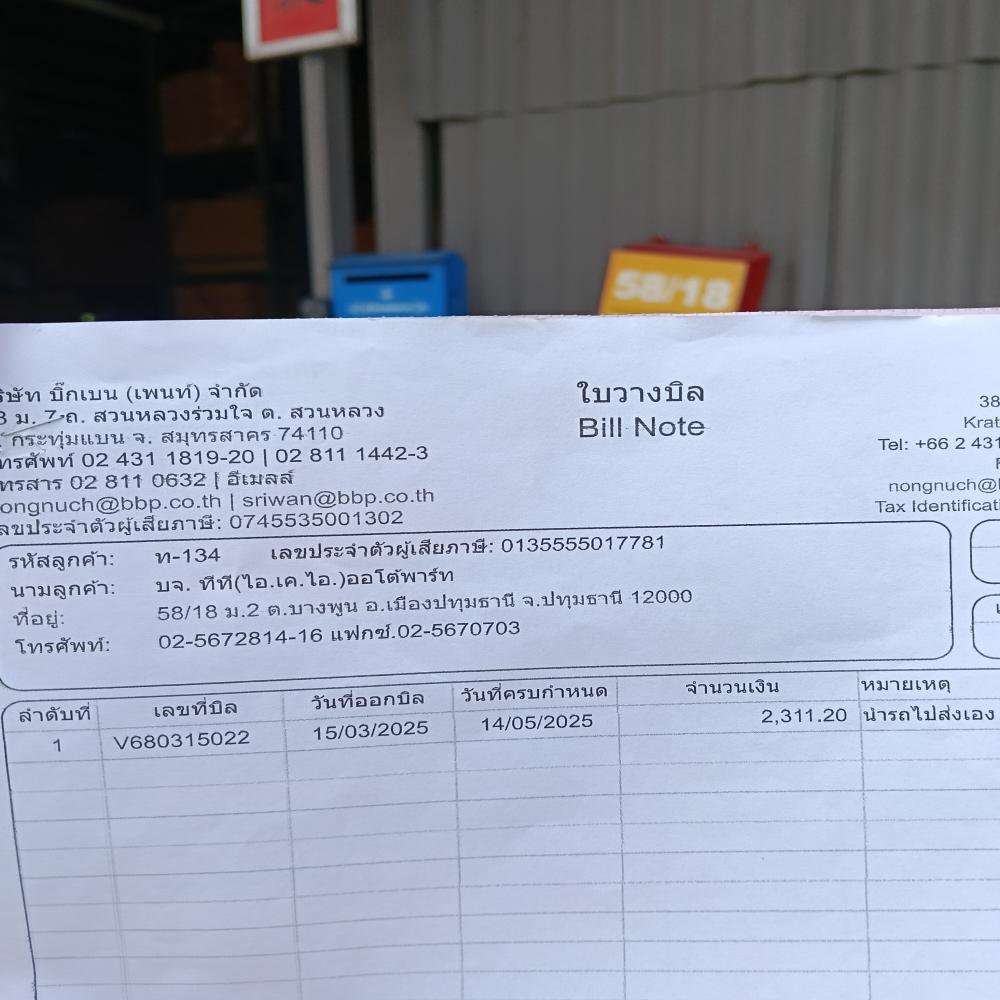 58/18
ริษัท บิ๊กเบน (เพนท์) จำกัด
8 ม. 7 ถ. สวนหลวงร่วมใจ ต. สวนหลวง
กระทุ่มแบน จ. สมุทรสาคร 74110
ทรศัพท์ 02 431 1819-20 | 02 811 1442-3
ทรสาร 02 811 0632 | อีเมลล์
ongnuch@bbp.co.th | sriwan@bbp.co.th
ลขประจำตัวผู้เสียภาษี: 0745535001302
ใบวางบิล
Bill Note
38
Krat
Tel: +66 2 431
F
nongnuch@b
Tax Identificati
รหัสลูกค้า: ท-134 เลขประจำตัวผู้เสียภาษี: 0135555017781
นามลูกค้า: บจ. ทีที(ไอ.เค.ไอ.)ออโต้พาร์ท
ที่อยู่: 58/18 ม.2 ต.บางพูน อ.เมืองปทุมธานี จ.ปทุมธานี 12000
โทรศัพท์: 02-5672814-16 แฟกซ์.02-5670703
ลำดับที่ เลขที่บิล วันที่ออกบิล วันที่ครบกำหนด จำนวนเงิน หมายเหตุ
1 V680315022 15/03/2025 14/05/2025 2,311.20 นำรถไปส่งเอง